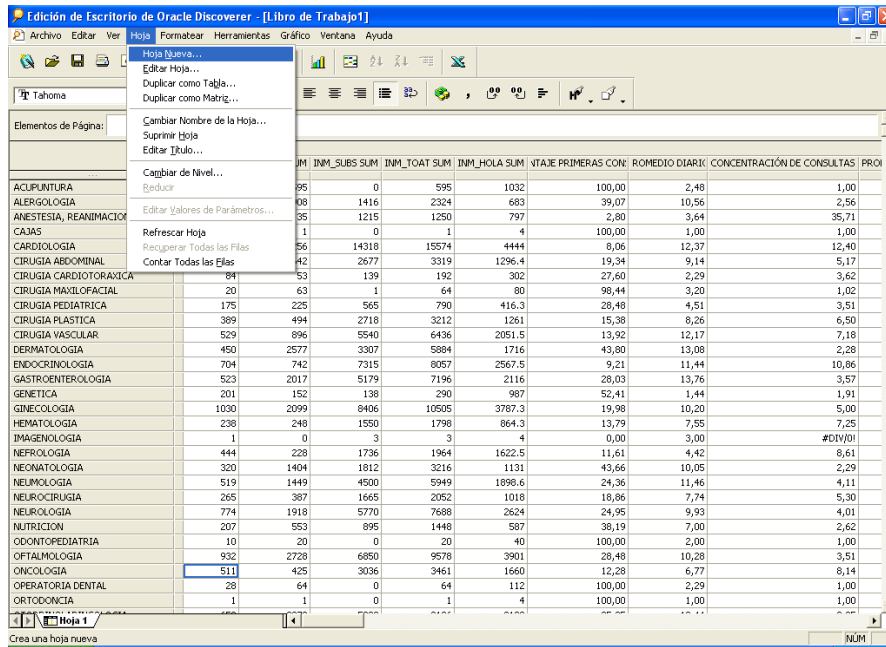 Edición de Escritorio de Oracle Discoverer - [Libro de Trabajo1]
Archivo Editar Ver Hoja Formatear Herramientas Gráfico Ventana Ayuda
Hoja Nueva...
Editar Hoja...
Duplicar como Tabla...
Duplicar como Matriz...
Cambiar Nombre de la Hoja...
Suprimir Hoja
Editar Título...
Cambiar de Nivel...
Reducir
Editar Valores de Parámetros...
Refrescar Hoja
Recuperar Todas las Filas
Contar Todas las Filas
Tahoma
Elementos de Página:
INM_SUBS SUM INM_TOAT SUM INM_HOLA SUM NTAJE PRIMERAS CON: ROMEDIO DIARIO CONCENTRACIÓN DE CONSULTAS
ACUPUNTURA 95 0 595 1032 100,00 2,48 1,00
ALERGOLOGIA 08 1416 2324 683 39,07 10,56 2,56
ANESTESIA, REANIMACION 35 1215 1250 797 2,80 3,64 35,71
CAJAS 1 0 1 4 100,00 1,00 1,00
CARDIOLOGIA 56 14318 15574 4444 8,06 12,37 12,40
CIRUGIA ABDOMINAL 42 2677 3319 1296.4 19,34 9,14 5,17
CIRUGIA CARDIOTORAXICA 84 53 139 192 302 27,60 2,29 3,62
CIRUGIA MAXILOFACIAL 20 63 1 64 80 98,44 3,20 1,02
CIRUGIA PEDIATRICA 175 225 565 790 416.3 28,48 4,51 3,51
CIRUGIA PLASTICA 389 494 2718 3212 1261 15,38 8,26 6,50
CIRUGIA VASCULAR 529 896 5540 6436 2051.5 13,92 12,17 7,18
DERMATOLOGIA 450 2577 3307 5884 1716 43,80 13,08 2,28
ENDOCRINOLOGIA 704 742 7315 8057 2567.5 9,21 11,44 10,86
GASTROENTEROLOGIA 523 2017 5179 7196 2116 28,03 13,76 3,57
GENETICA 201 152 138 290 987 52,41 1,44 1,91
GINECOLOGIA 1030 2099 8406 10505 3787.3 19,98 10,20 5,00
HEMATOLOGIA 238 248 1550 1798 864.3 13,79 7,55 7,25
IMAGENOLOGIA 1 0 3 3 4 0,00 3,00 #DIV/0!
NEFROLOGIA 444 228 1736 1964 1622.5 11,61 4,42 8,61
NEONATOLOGIA 320 1404 1812 3216 1131 43,66 10,05 2,29
NEUMOLOGIA 519 1449 4500 5949 1898.6 24,36 11,46 4,11
NEUROCIRUGIA 265 387 1665 2052 1018 18,86 7,74 5,30
NEUROLOGIA 774 1918 5770 7688 2624 24,95 9,93 4,01
NUTRICION 207 553 895 1448 587 38,19 7,00 2,62
ODONTOPEDIATRIA 10 20 0 20 40 100,00 2,00 1,00
OFTALMOLOGIA 932 2728 6850 9578 3901 28,48 10,28 3,51
ONCOLOGIA 511 425 3036 3461 1660 12,28 6,77 8,14
OPERATORIA DENTAL 28 64 0 64 112 100,00 2,29 1,00
ORTODONCIA 1 1 0 1 4 100,00 1,00 1,00
Hoja 1
Crea una hoja nueva
NÚM